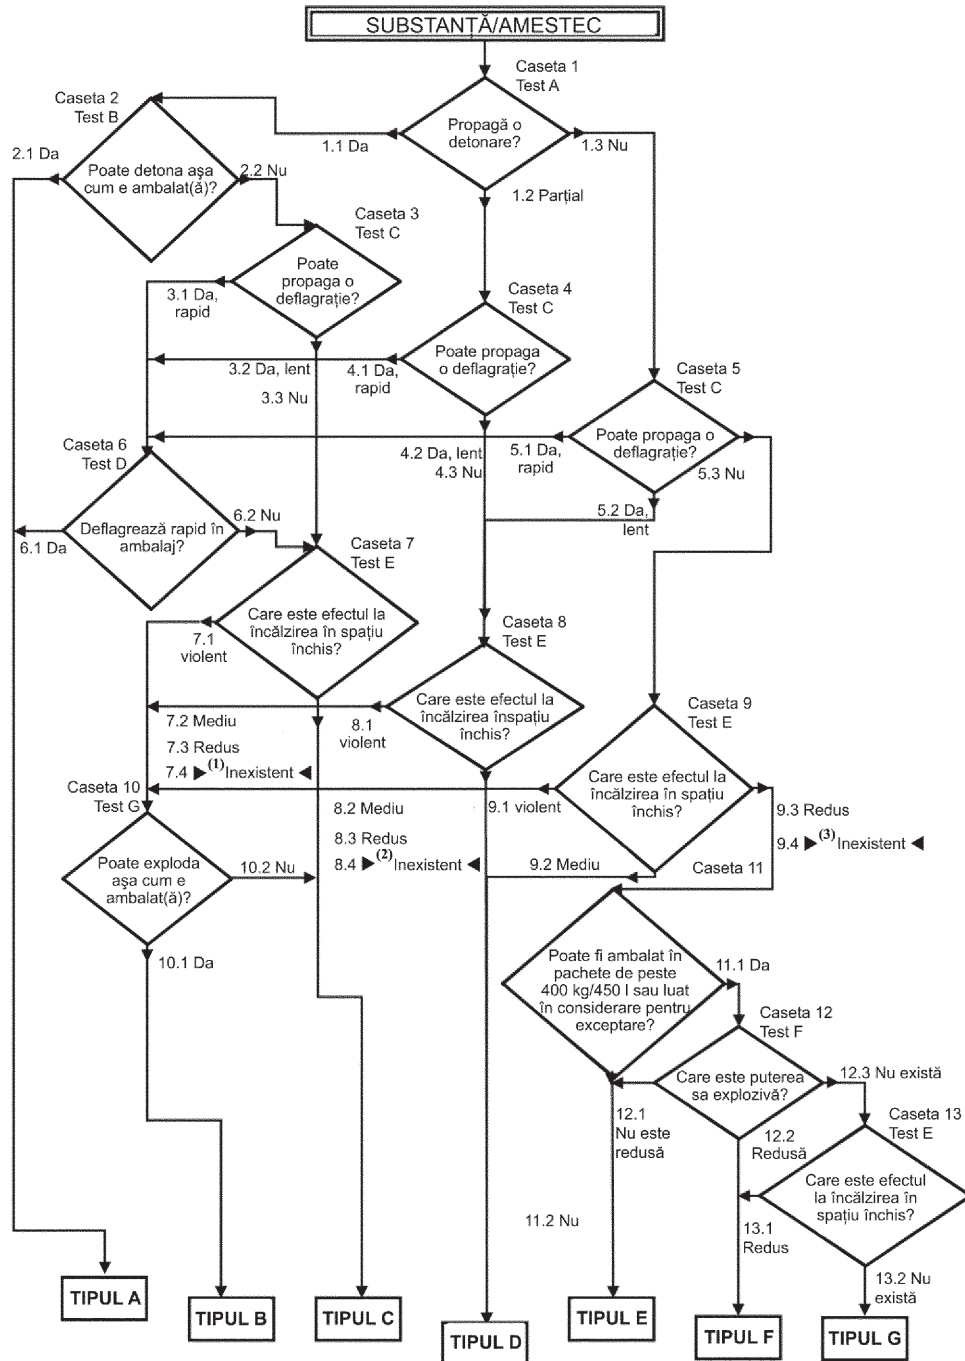 SUBSTANȚĂ/AMESTEC
Caseta 1
Test A
Propagă o
detonare?
1.1 Da
1.3 Nu
1.2 Parțial
Caseta 2
Test B
2.1 Da
Poate detona așa
cum e ambalat(ă)?
2.2 Nu
Caseta 3
Test C
Poate
propaga o
deflagrație?
3.1 Da,
rapid
3.2 Da, lent
3.3 Nu
Caseta 4
Test C
Poate propaga
o deflagrație?
4.1 Da,
rapid
4.2 Da, lent
4.3 Nu
Caseta 5
Test C
Poate propaga o
deflagrație?
5.1 Da,
rapid
5.3 Nu
5.2 Da,
lent
Caseta 6
Test D
Deflagrează rapid în
ambalaj?
6.1 Da
6.2 Nu
Caseta 7
Test E
Care este efectul la
încălzirea în spațiu
închis?
7.1
violent
7.2 Mediu
7.3 Redus
7.4 ►(1) Inexistent ◄
Caseta 8
Test E
Care este efectul la
încălzirea înspațiu
închis?
8.1
violent
8.2 Mediu
8.3 Redus
8.4 ►(2) Inexistent ◄
Caseta 9
Test E
Care este efectul la
încălzirea în spațiu
închis?
9.1 violent
9.2 Mediu
9.3 Redus
9.4 ►(3) Inexistent ◄
Caseta 10
Test G
Poate exploda
așa cum e
ambalat(ă)?
10.2 Nu
10.1 Da
Caseta 11
Poate fi ambalat în
pachete de peste
400 kg/450 l sau luat
în considerare pentru
exceptare?
11.1 Da
11.2 Nu
Caseta 12
Test F
Care este puterea
sa explozivă?
12.1
Nu este
redusă
12.2
Redusă
12.3 Nu există
Caseta 13
Test E
Care este efectul
la încălzirea în
spațiu închis?
13.1
Redus
13.2 Nu
există
TIPUL A
TIPUL B
TIPUL C
TIPUL D
TIPUL E
TIPUL F
TIPUL G